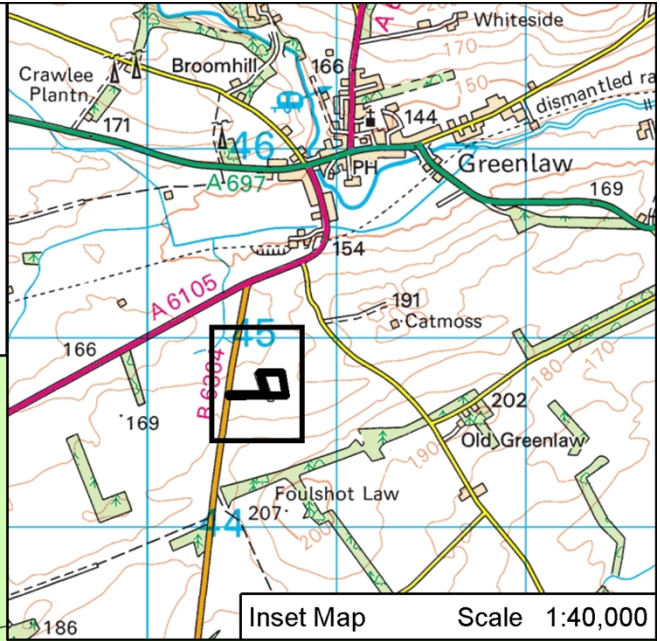 Whiteside
170
Broomhill
166
Crawlee
Plantn
150
dismantled ra
144
171
46
PH
Greenlaw
A 697
169
154
A 6105
191
Catmoss
45
166
B 6364
180
170
169
202
Old Greenlaw
190
Foulshot Law
207
44
200
186
Inset Map Scale 1:40,000